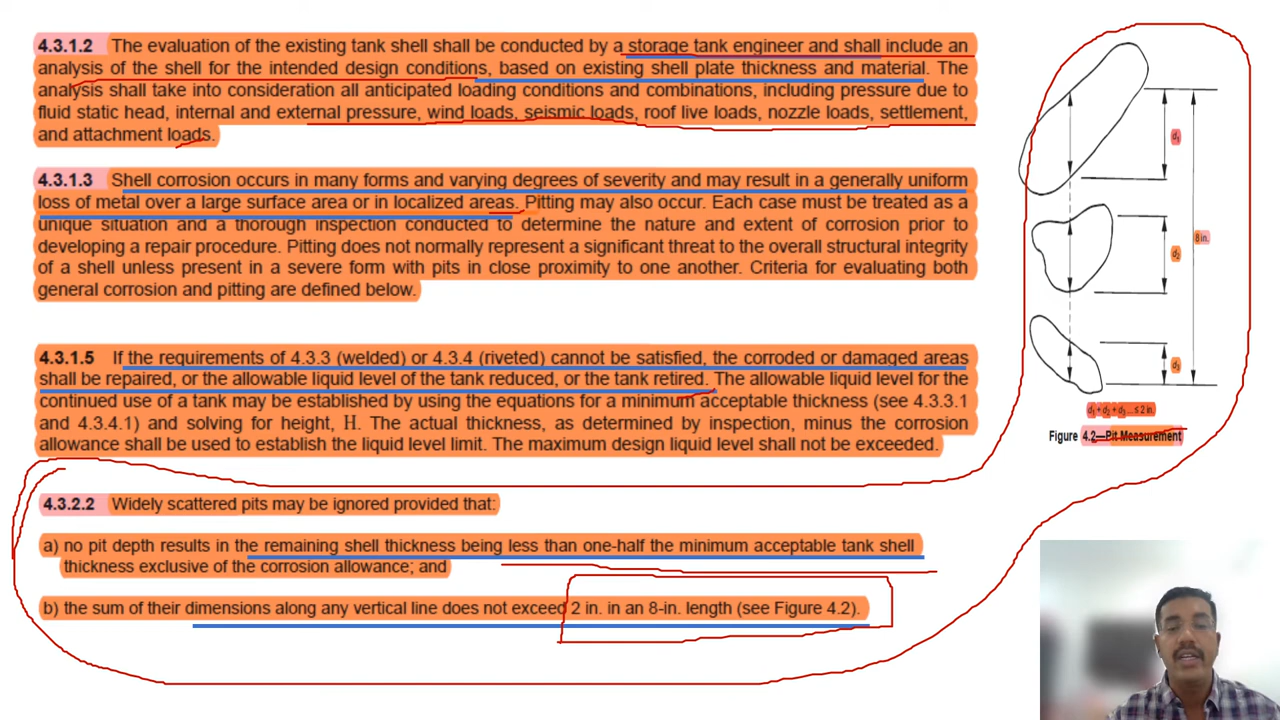 4.3.1.2 The evaluation of the existing tank shell shall be conducted by a storage tank engineer and shall include an
analysis of the shell for the intended design conditions, based on existing shell plate thickness and material. The
analysis shall take into consideration all anticipated loading conditions and combinations, including pressure due to
fluid static head, internal and external pressure, wind loads, seismic loads, roof live loads, nozzle loads, settlement,
and attachment loads.
4.3.1.3 Shell corrosion occurs in many forms and varying degrees of severity and may result in a generally uniform
loss of metal over a large surface area or in localized areas. Pitting may also occur. Each case must be treated as a
unique situation and a thorough inspection conducted to determine the nature and extent of corrosion prior to
developing a repair procedure. Pitting does not normally represent a significant threat to the overall structural integrity
of a shell unless present in a severe form with pits in close proximity to one another. Criteria for evaluating both
general corrosion and pitting are defined below.
4.3.1.5 If the requirements of 4.3.3 (welded) or 4.3.4 (riveted) cannot be satisfied, the corroded or damaged areas
shall be repaired, or the allowable liquid level of the tank reduced, or the tank retired. The allowable liquid level for the
continued use of a tank may be established by using the equations for a minimum acceptable thickness (see 4.3.3.1
and 4.3.4.1) and solving for height, H. The actual thickness, as determined by inspection, minus the corrosion
allowance shall be used to establish the liquid level limit. The maximum design liquid level shall not be exceeded.
4.3.2.2 Widely scattered pits may be ignored provided that:
a) no pit depth results in the remaining shell thickness being less than one-half the minimum acceptable tank shell
thickness exclusive of the corrosion allowance; and
b) the sum of their dimensions along any vertical line does not exceed 2 in. in an 8-in. length (see Figure 4.2).
d1
d2
8 in.
d3
d1 + d2 + d3 ... ≤ 2 in.
Figure 4.2—Pit Measurement